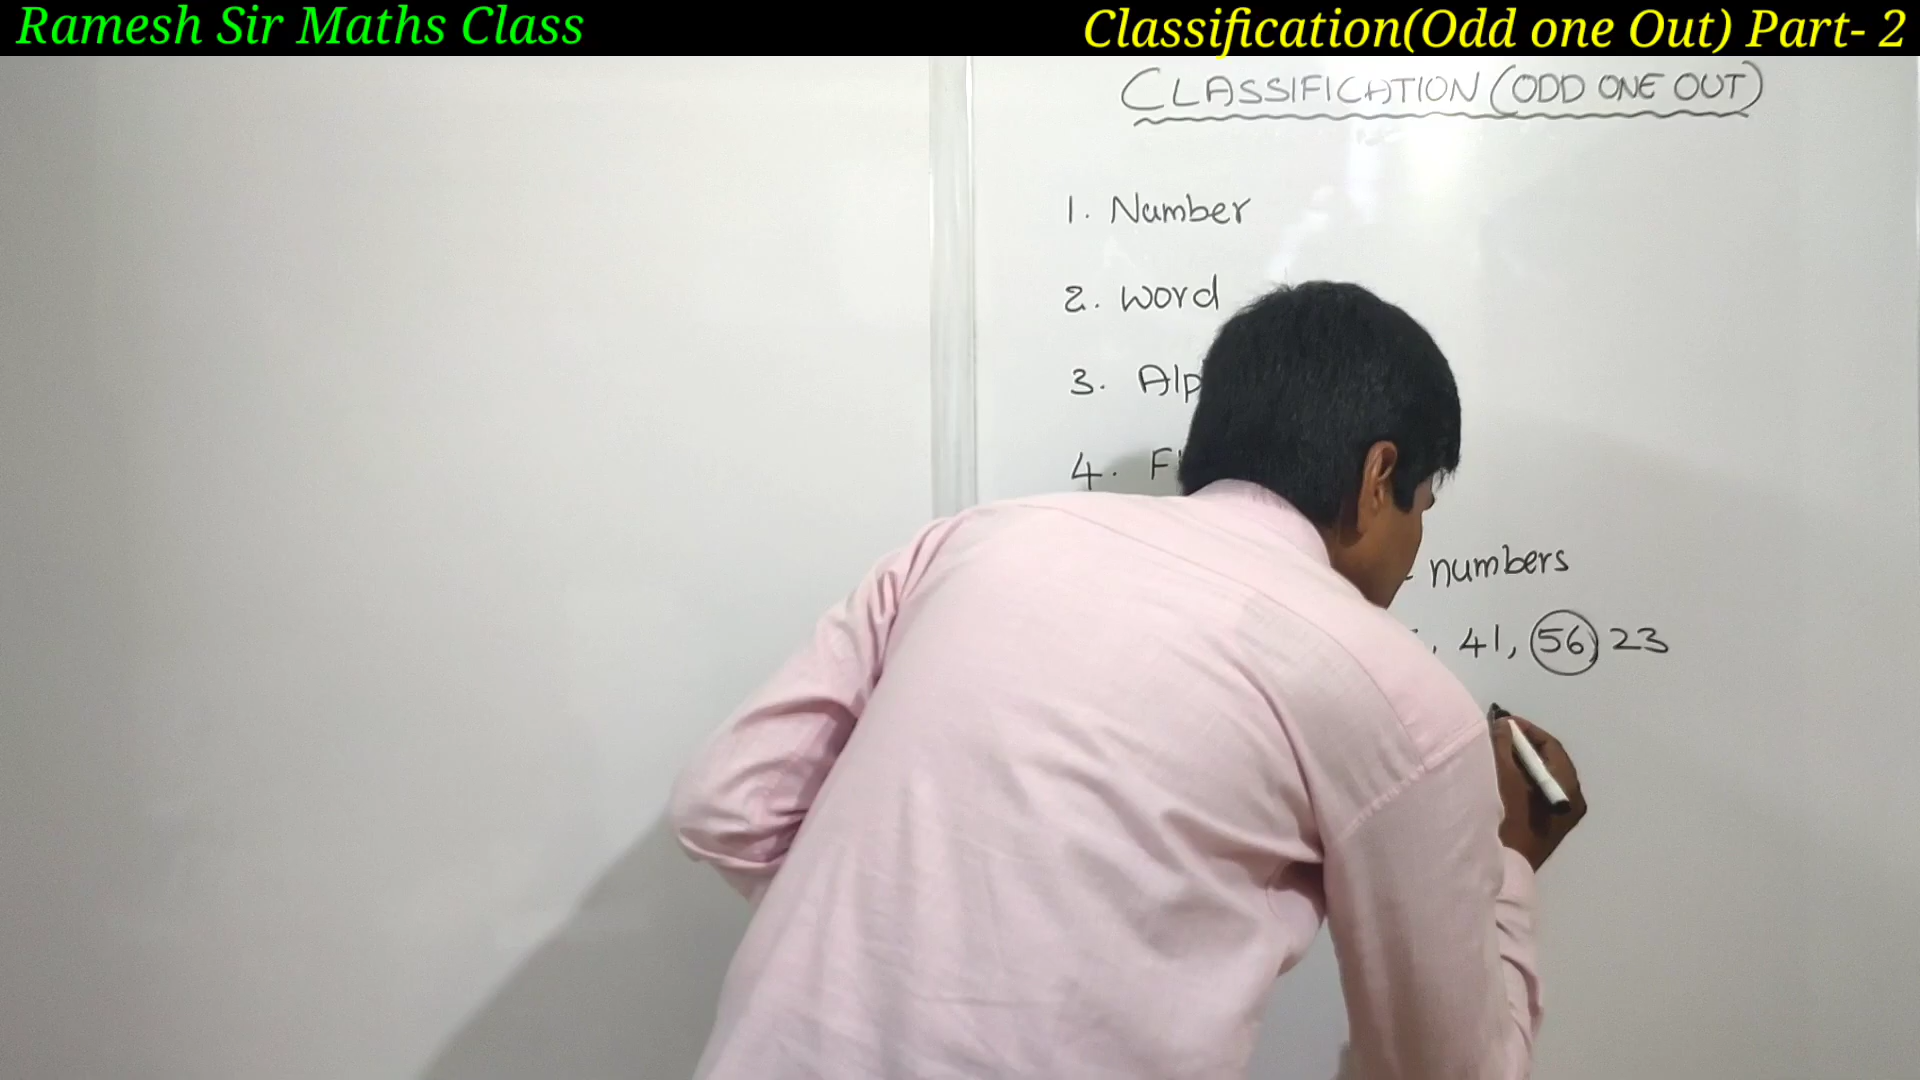 Ramesh Sir Maths Class
Classification(Odd one Out) Part- 2
CLASSIFICATION (ODD ONE OUT)
1. Number
2. Word
3. Alp
4.
numbers
, 41, 56, 23